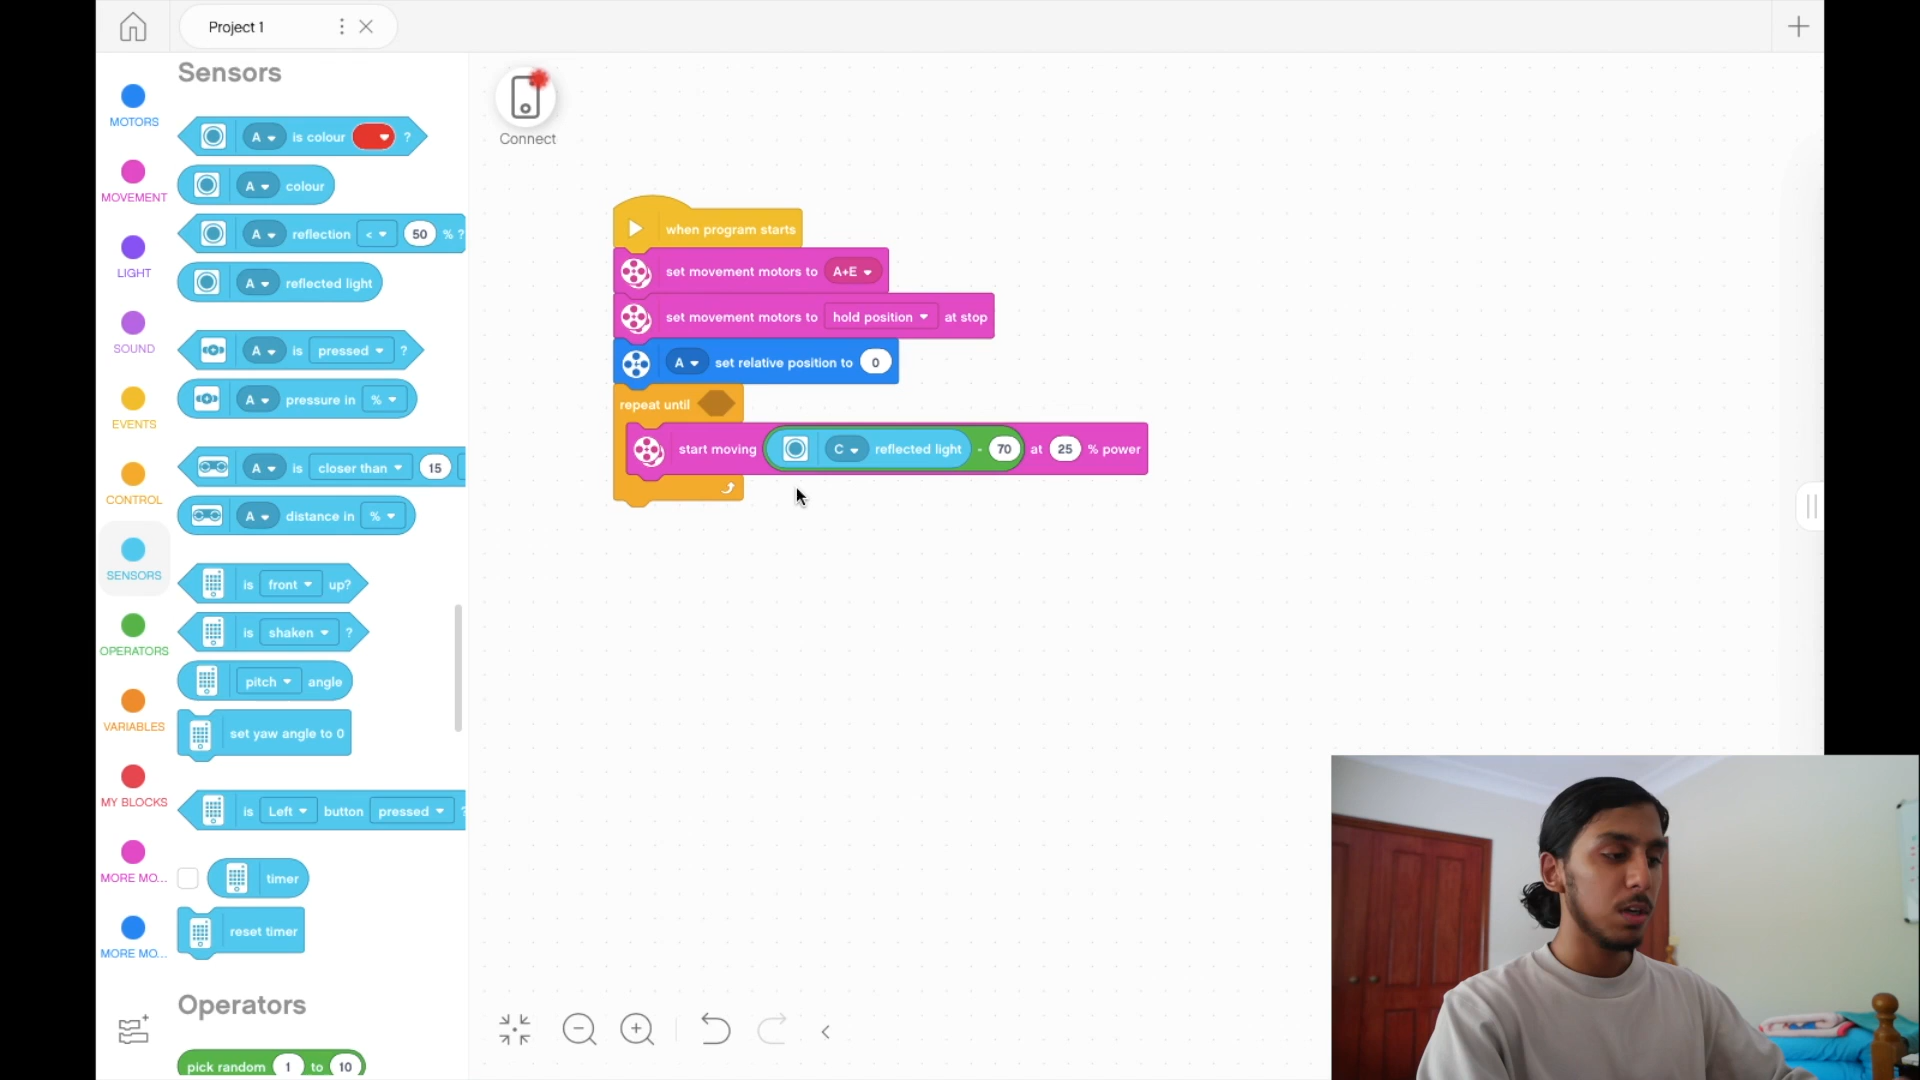 Project 1
Sensors
MOTORS
MOVEMENT
LIGHT
SOUND
EVENTS
CONTROL
SENSORS
OPERATORS
VARIABLES
MY BLOCKS
MORE MO...
MORE MO...
A is colour ?
A colour
A reflection < 50 % ?
A reflected light
A is pressed ?
A pressure in %
A is closer than 15
A distance in %
is front up?
is shaken ?
pitch angle
set yaw angle to 0
is Left button pressed ?
timer
reset timer
Operators
pick random 1 to 10
Connect
when program starts
set movement motors to A+E
set movement motors to hold position at stop
A set relative position to 0
repeat until
start moving C reflected light - 70 at 25 % power